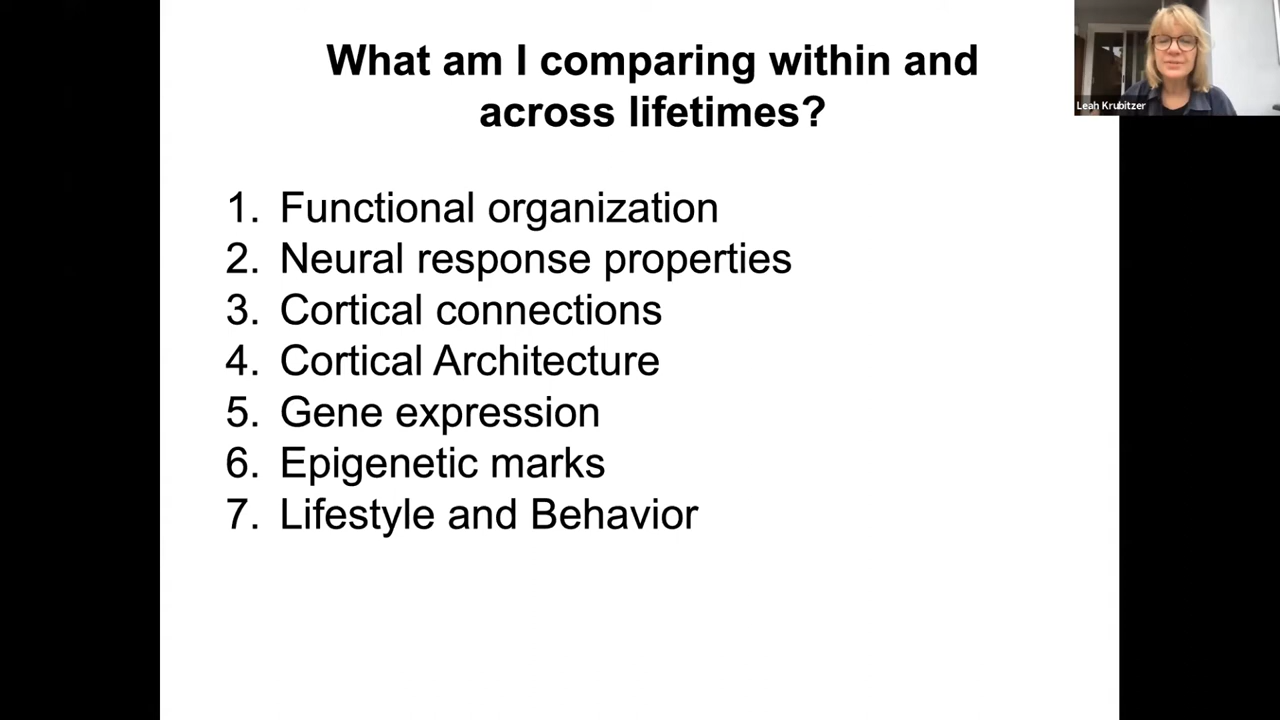 What am I comparing within and
across lifetimes?
Leah Krubitzer
1. Functional organization
2. Neural response properties
3. Cortical connections
4. Cortical Architecture
5. Gene expression
6. Epigenetic marks
7. Lifestyle and Behavior